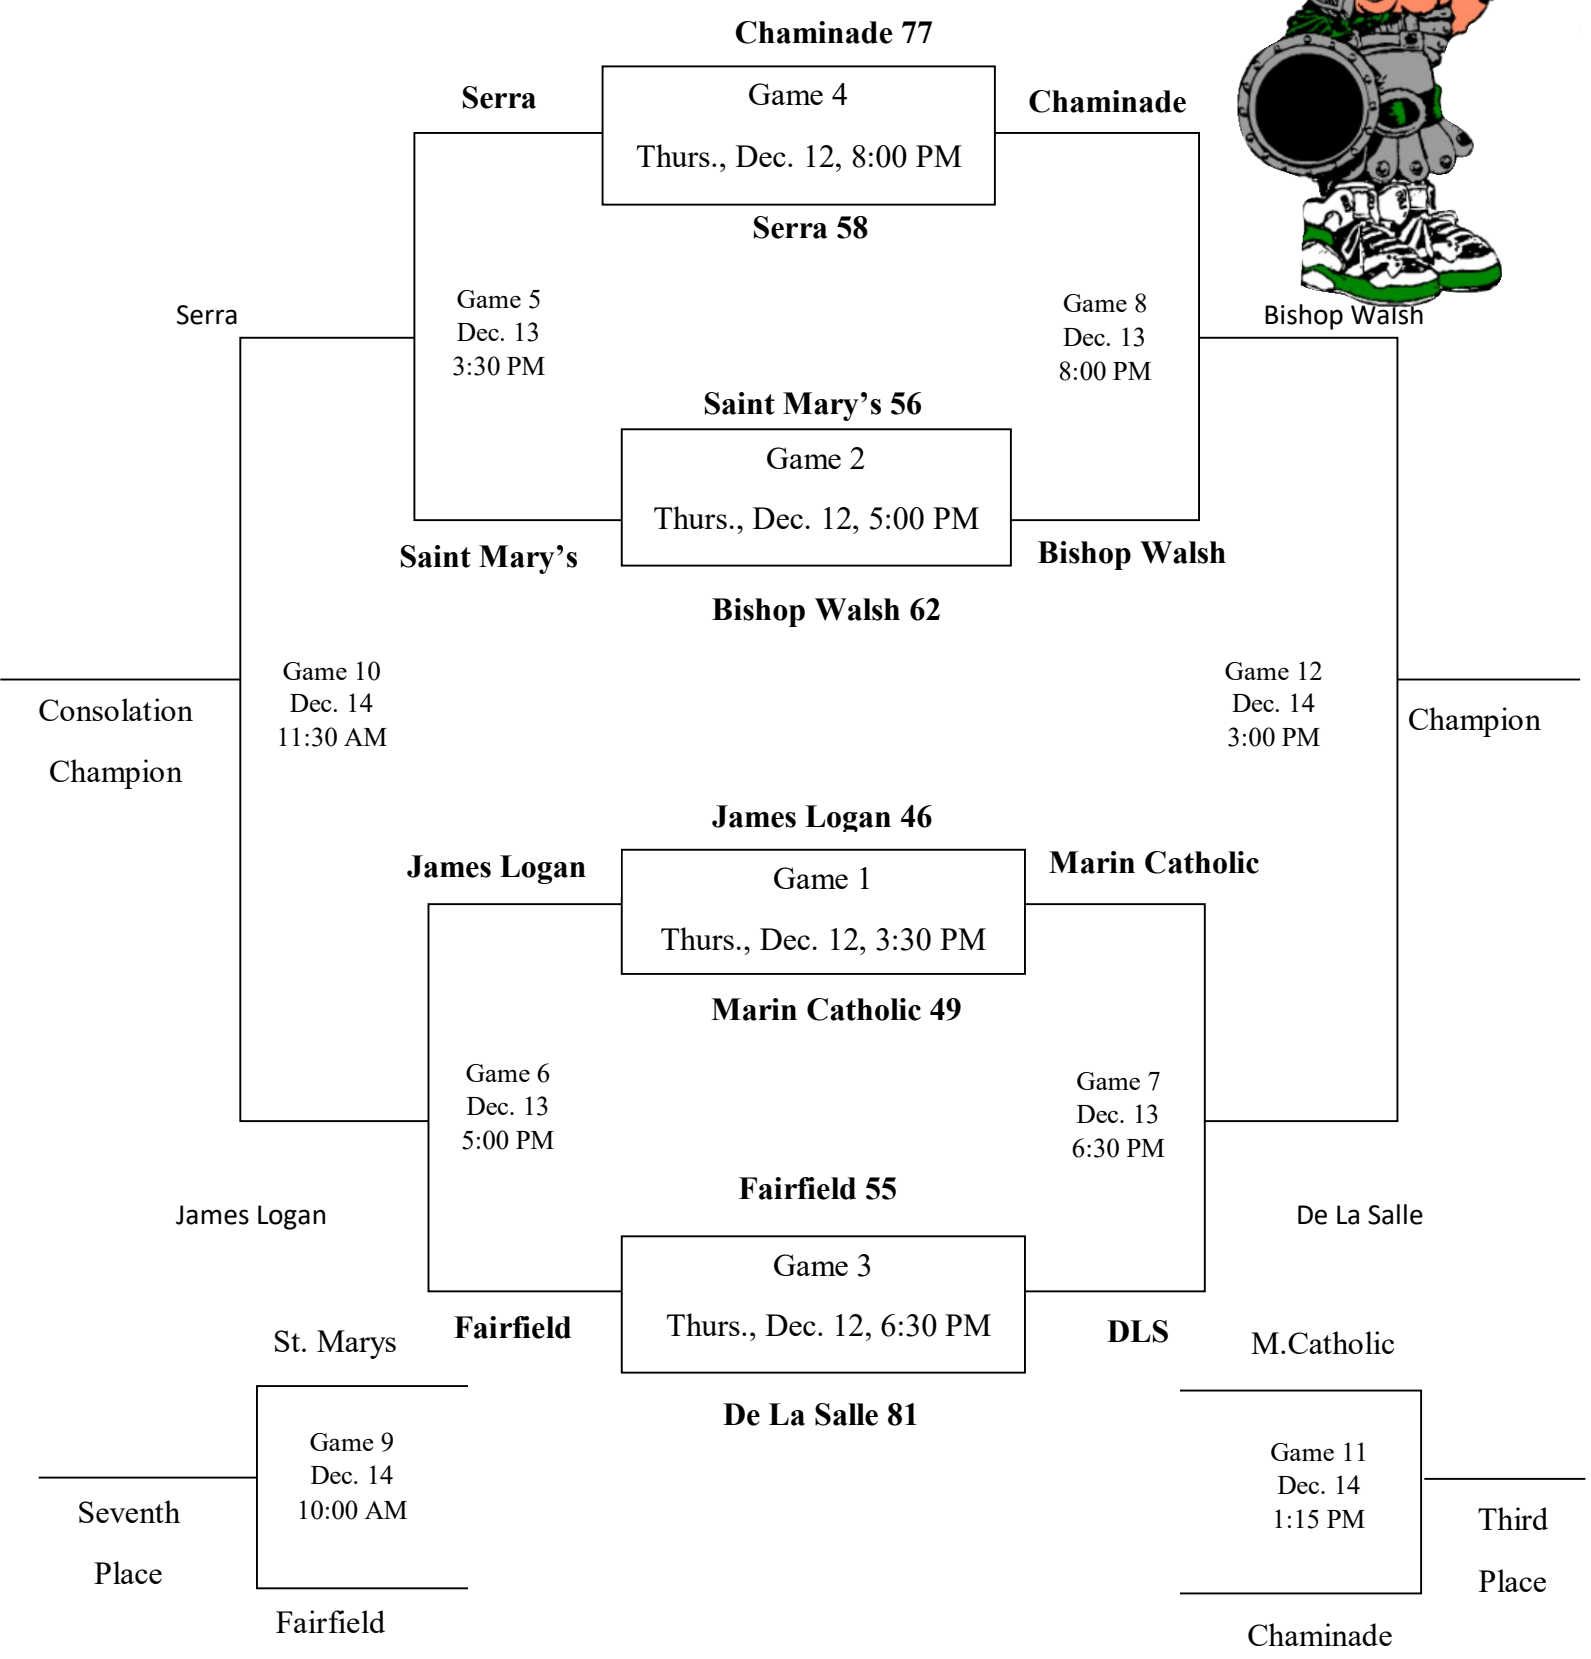 Chaminade 77
Serra
Game 4
Chaminade
Thurs., Dec. 12, 8:00 PM
Serra 58
Serra
Game 5
Dec. 13
3:30 PM
Game 8
Dec. 13
8:00 PM
Bishop Walsh
Saint Mary’s 56
Game 2
Thurs., Dec. 12, 5:00 PM
Saint Mary’s
Bishop Walsh
Bishop Walsh 62
Game 10
Dec. 14
11:30 AM
Consolation
Champion
Game 12
Dec. 14
3:00 PM
Champion
James Logan 46
James Logan
Game 1
Marin Catholic
Thurs., Dec. 12, 3:30 PM
Marin Catholic 49
Game 6
Dec. 13
5:00 PM
Game 7
Dec. 13
6:30 PM
Fairfield 55
James Logan
De La Salle
Game 3
Thurs., Dec. 12, 6:30 PM
Fairfield
DLS
De La Salle 81
St. Marys
Game 9
Dec. 14
10:00 AM
Seventh
Place
Fairfield
M.Catholic
Game 11
Dec. 14
1:15 PM
Third
Place
Chaminade